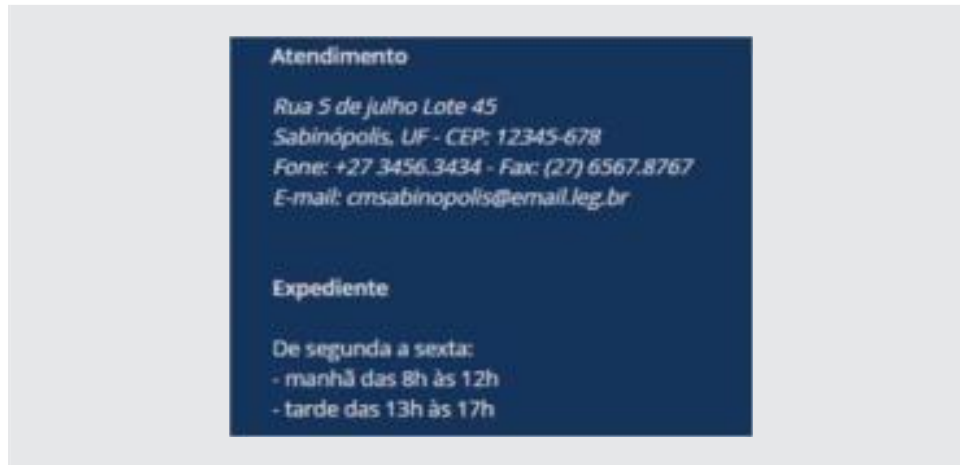 Atendimento
Rua 5 de julho Lote 45
Sabinópolis, UF - CEP: 12345-678
Fone: +27 3456.3434 - Fax: (27) 6567.8767
E-mail: cmsabinopolis@email.leg.br
Expediente
De segunda a sexta:
- manhã das 8h às 12h
- tarde das 13h às 17h